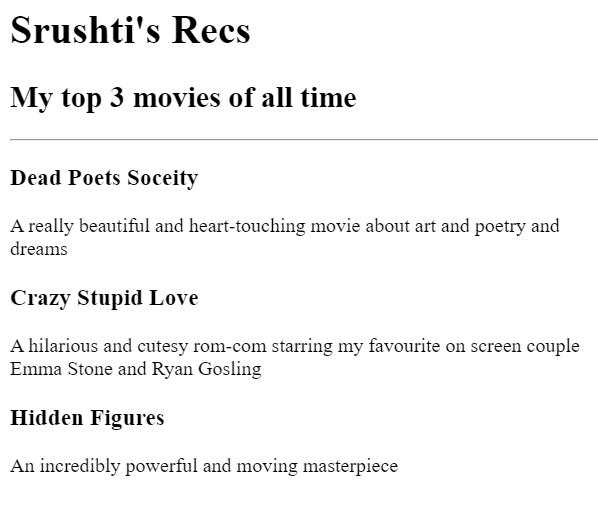 Srushti's Recs
My top 3 movies of all time
Dead Poets Soceity
A really beautiful and heart-touching movie about art and poetry and
dreams
Crazy Stupid Love
A hilarious and cutesy rom-com starring my favourite on screen couple
Emma Stone and Ryan Gosling
Hidden Figures
An incredibly powerful and moving masterpiece